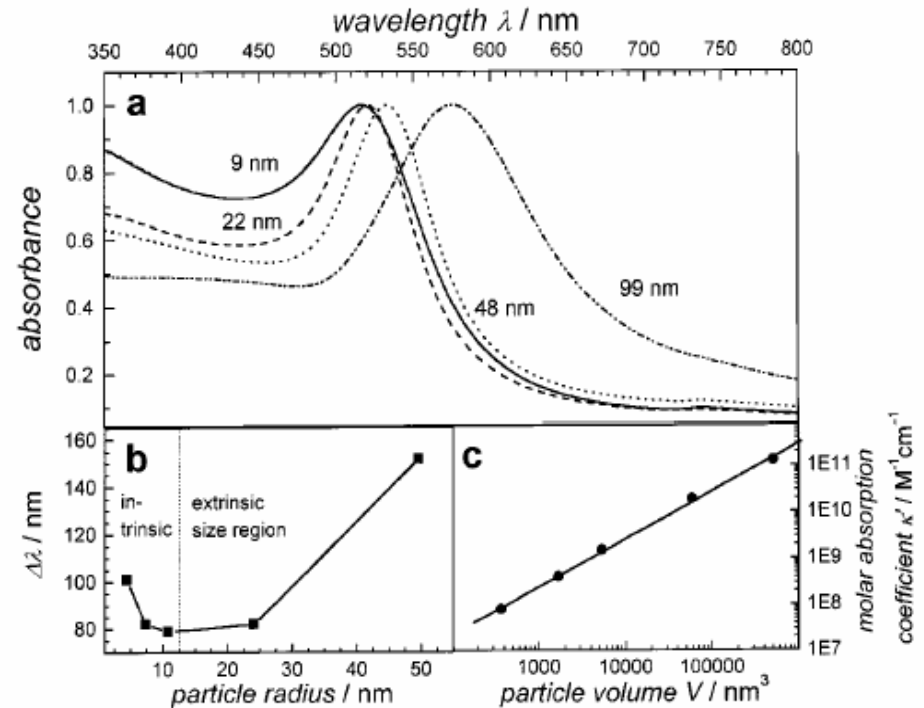 wavelength λ / nm
350 400 450 500 550 600 650 700 750 800
a
absorbance
1.0
0.8
0.6
0.4
0.2
9 nm
22 nm
48 nm
99 nm
b
in-
trinsic
extrinsic
size region
Δλ / nm
160
140
120
100
80
10 20 30 40 50
particle radius / nm
c
1000 10000 100000
particle volume V / nm³
1E11
1E10
1E9
1E8
1E7
molar absorption
coefficient κ' / M⁻¹cm⁻¹